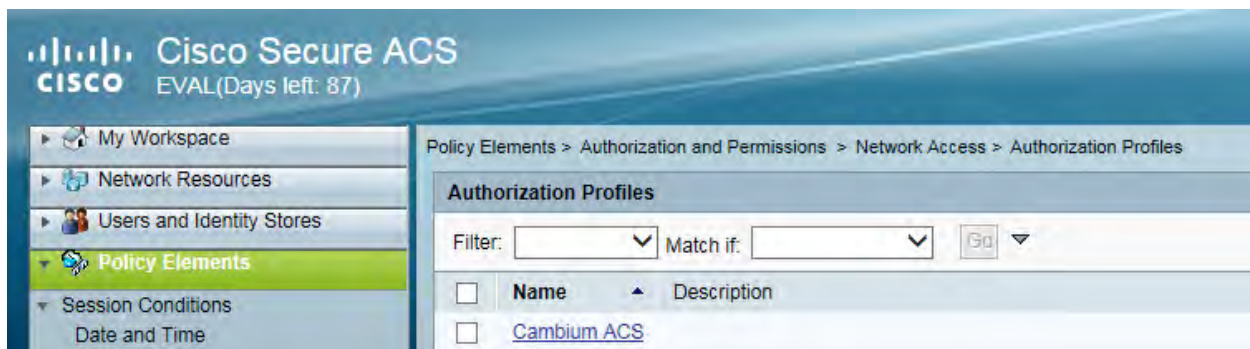 Cisco Secure ACS
CISCO EVAL(Days left: 87)
My Workspace
Network Resources
Users and Identity Stores
Policy Elements
Session Conditions
Date and Time
Policy Elements > Authorization and Permissions > Network Access > Authorization Profiles
Authorization Profiles
Filter: Match if: Go
Name Description
Cambium ACS